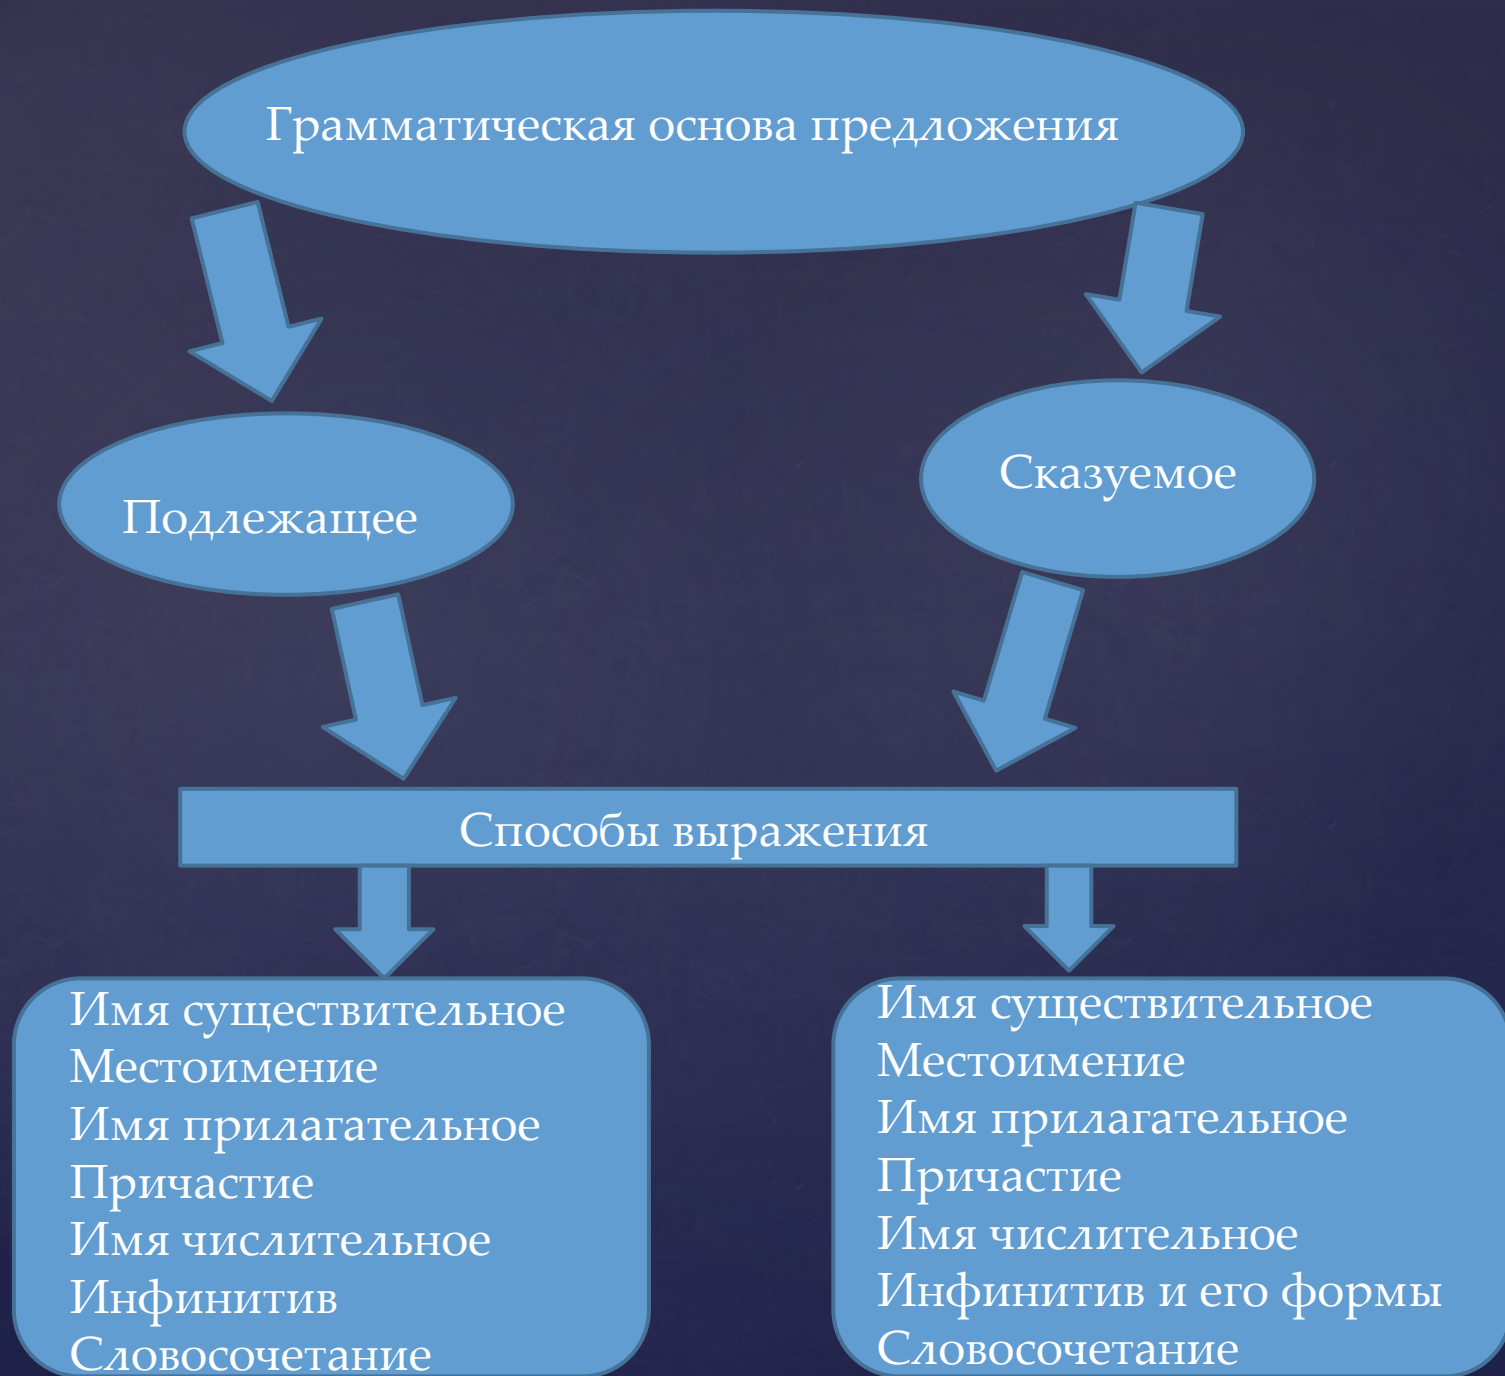 Грамматическая основа предложения
Подлежащее
Сказуемое
Способы выражения
Имя существительное
Местоимение
Имя прилагательное
Причастие
Имя числительное
Инфинитив
Словосочетание
Имя существительное
Местоимение
Имя прилагательное
Причастие
Имя числительное
Инфинитив и его формы
Словосочетание